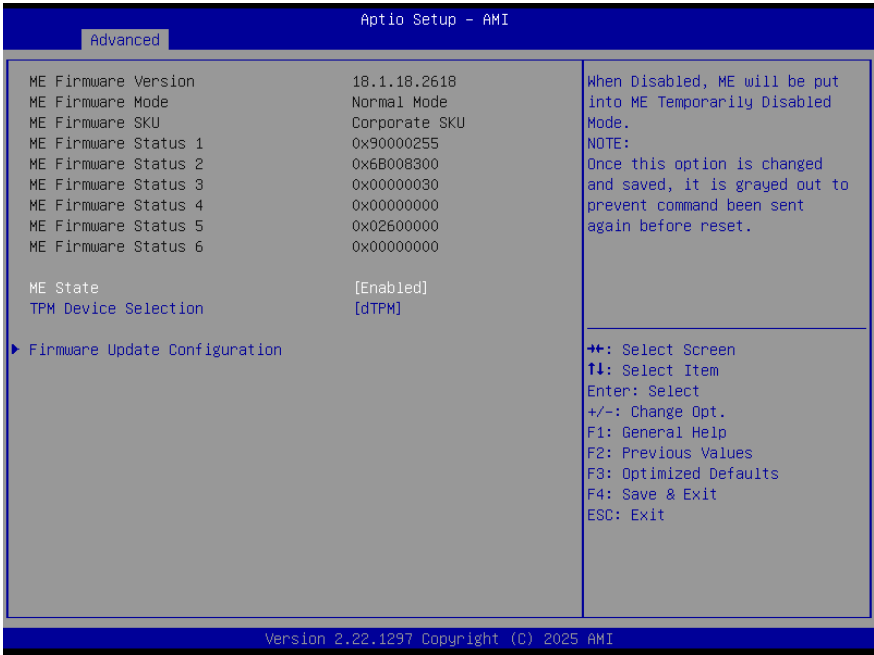 Aptio Setup – AMI
Advanced
ME Firmware Version 18.1.18.2618
ME Firmware Mode Normal Mode
ME Firmware SKU Corporate SKU
ME Firmware Status 1 0x90000255
ME Firmware Status 2 0x6B008300
ME Firmware Status 3 0x00000030
ME Firmware Status 4 0x00000000
ME Firmware Status 5 0x02600000
ME Firmware Status 6 0x00000000
ME State [Enabled]
TPM Device Selection [dTPM]
Firmware Update Configuration
When Disabled, ME will be put
into ME Temporarily Disabled
Mode.
NOTE:
Once this option is changed
and saved, it is grayed out to
prevent command been sent
again before reset.
→←: Select Screen
↑↓: Select Item
Enter: Select
+/-: Change Opt.
F1: General Help
F2: Previous Values
F3: Optimized Defaults
F4: Save & Exit
ESC: Exit
Version 2.22.1297 Copyright (C) 2025 AMI